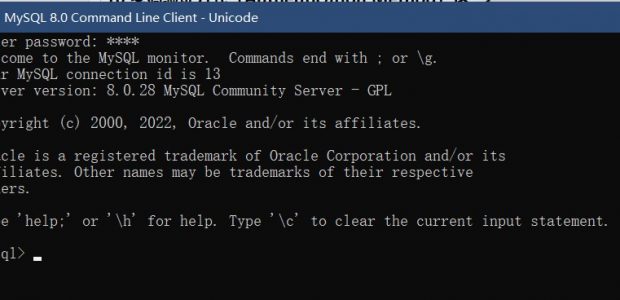 MySQL 8.0 Command Line Client - Unicode
er password: ****
come to the MySQL monitor.  Commands end with ; or \g.
r MySQL connection id is 13
ver version: 8.0.28 MySQL Community Server - GPL
yright (c) 2000, 2022, Oracle and/or its affiliates.
cle is a registered trademark of Oracle Corporation and/or its
iliates. Other names may be trademarks of their respective
ers.
e 'help;' or '\h' for help. Type '\c' to clear the current input statement.
ql> _